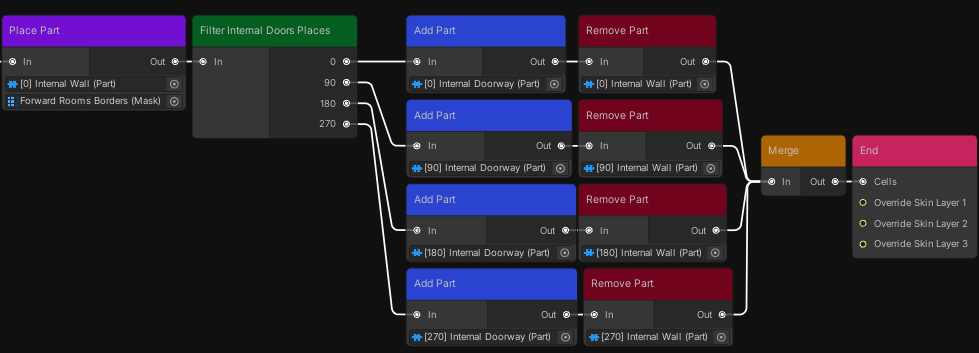 Place Part
In Out
[0] Internal Wall (Part)
Forward Rooms Borders (Mask)
Filter Internal Doors Places
In 0
90
180
270
Add Part
In Out
[0] Internal Doorway (Part)
Remove Part
In Out
[0] Internal Wall (Part)
Add Part
In Out
[90] Internal Doorway (Part)
Remove Part
In Out
[90] Internal Wall (Part)
Add Part
In Out
[180] Internal Doorway (Part)
Remove Part
In Out
[180] Internal Wall (Part)
Add Part
In Out
[270] Internal Doorway (Part)
Remove Part
In Out
[270] Internal Wall (Part)
Merge
In Out
End
Cells
Override Skin Layer 1
Override Skin Layer 2
Override Skin Layer 3